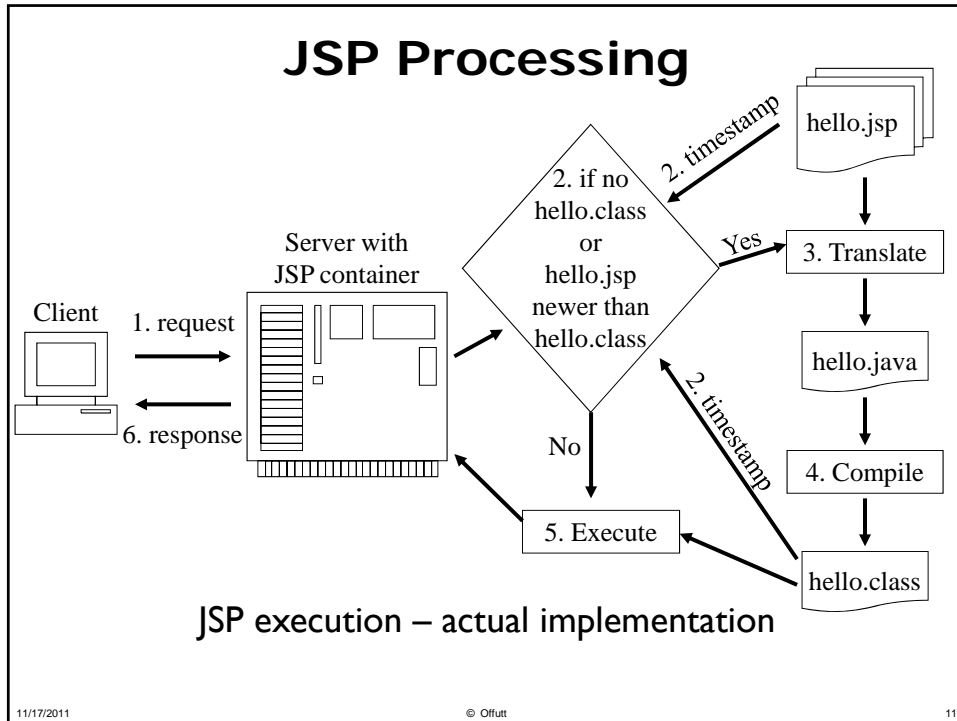 JSP Processing
hello.jsp
2. timestamp
2. if no
hello.class
or
hello.jsp
newer than
hello.class
Yes
3. Translate
Server with
JSP container
Client
1. request
6. response
hello.java
2. timestamp
No
4. Compile
5. Execute
hello.class
JSP execution – actual implementation
11/17/2011
© Offutt
11